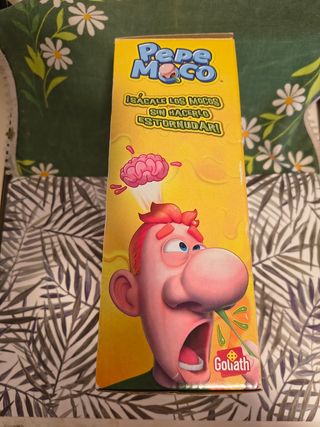 Pepe
Moco
¡SÁCALE LOS MOCOS
SIN HACERLO
ESTORNUDAR!
Goliath